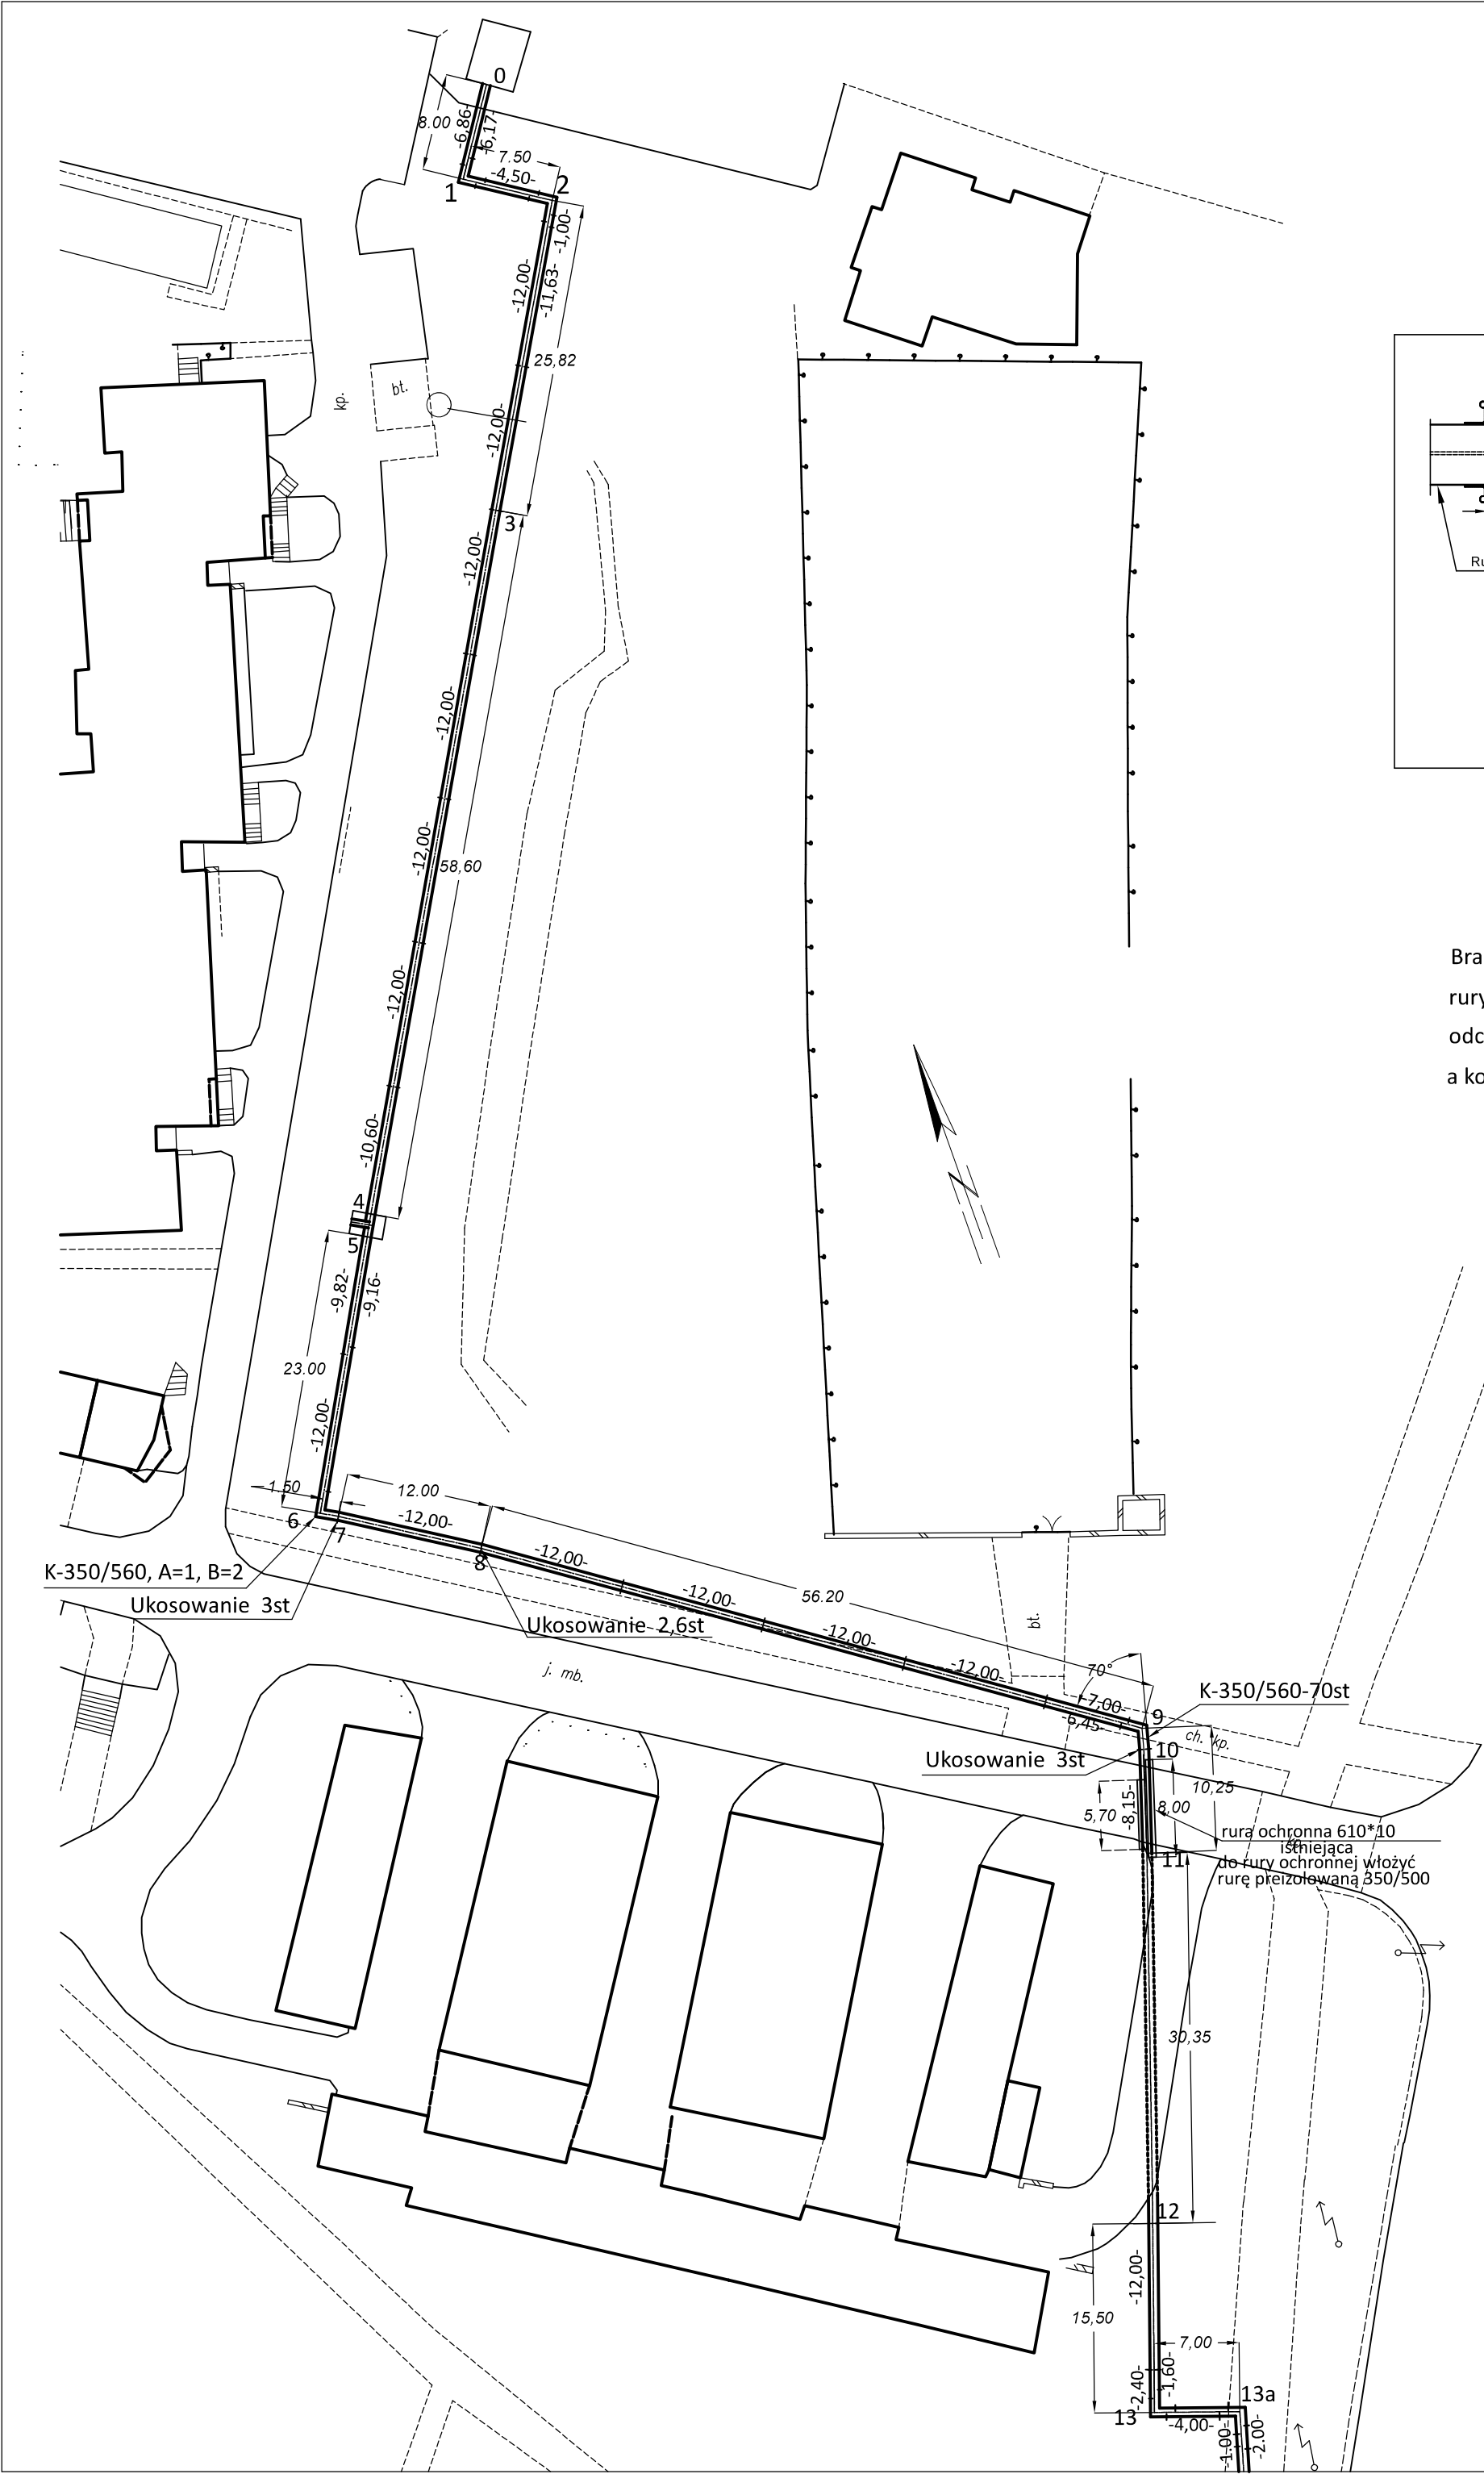 0
8.00
-6,86-
-6,17-
7.50
-4,50-
1
2
-1,00-
-12,00-
-11,63-
25,82
kp.
bt.
-12,00-
3
-12,00-
-12,00-
-12,00-
58,60
-12,00-
-10,60-
4
5
-9,82-
-9,16-
23.00
-12,00-
1.50
12.00
6
7
-12,00-
8
-12,00-
-12,00-
56.20
-12,00-
-12,00-
K-350/560, A=1, B=2
Ukosowanie 3st
Ukosowanie 2,6st
j. mb.
bt.
70°
-7,00-
-6,45-
K-350/560-70st
9
ch. kp.
10
Ukosowanie 3st
10,25
5,70
-8,15-
8,00
rura ochronna 610*10
istniejąca
do rury ochronnej włożyć
rurę preizolowaną 350/500
kp.
11
30,35
12
-12,00-
15,50
7,00
-2,40-
-1,60-
13
13a
-4,00-
-1.00-
-2.00-
Ru
Bra
rury
odc
a ko